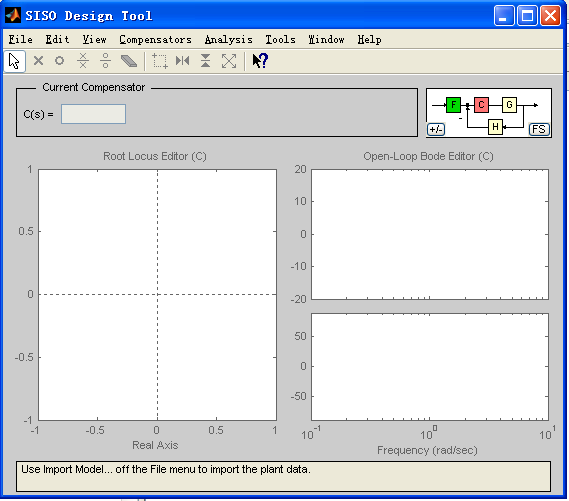 SISO Design Tool
File Edit View Compensators Analysis Tools Window Help
Current Compensator
C(s) =
F C G
-
H
+/- FS
Root Locus Editor (C)
1
0.5
0
-0.5
-1
-1 -0.5 0 0.5 1
Real Axis
Open-Loop Bode Editor (C)
20
10
0
-10
-20
50
0
-50
10-1 100 101
Frequency (rad/sec)
Use Import Model... off the File menu to import the plant data.